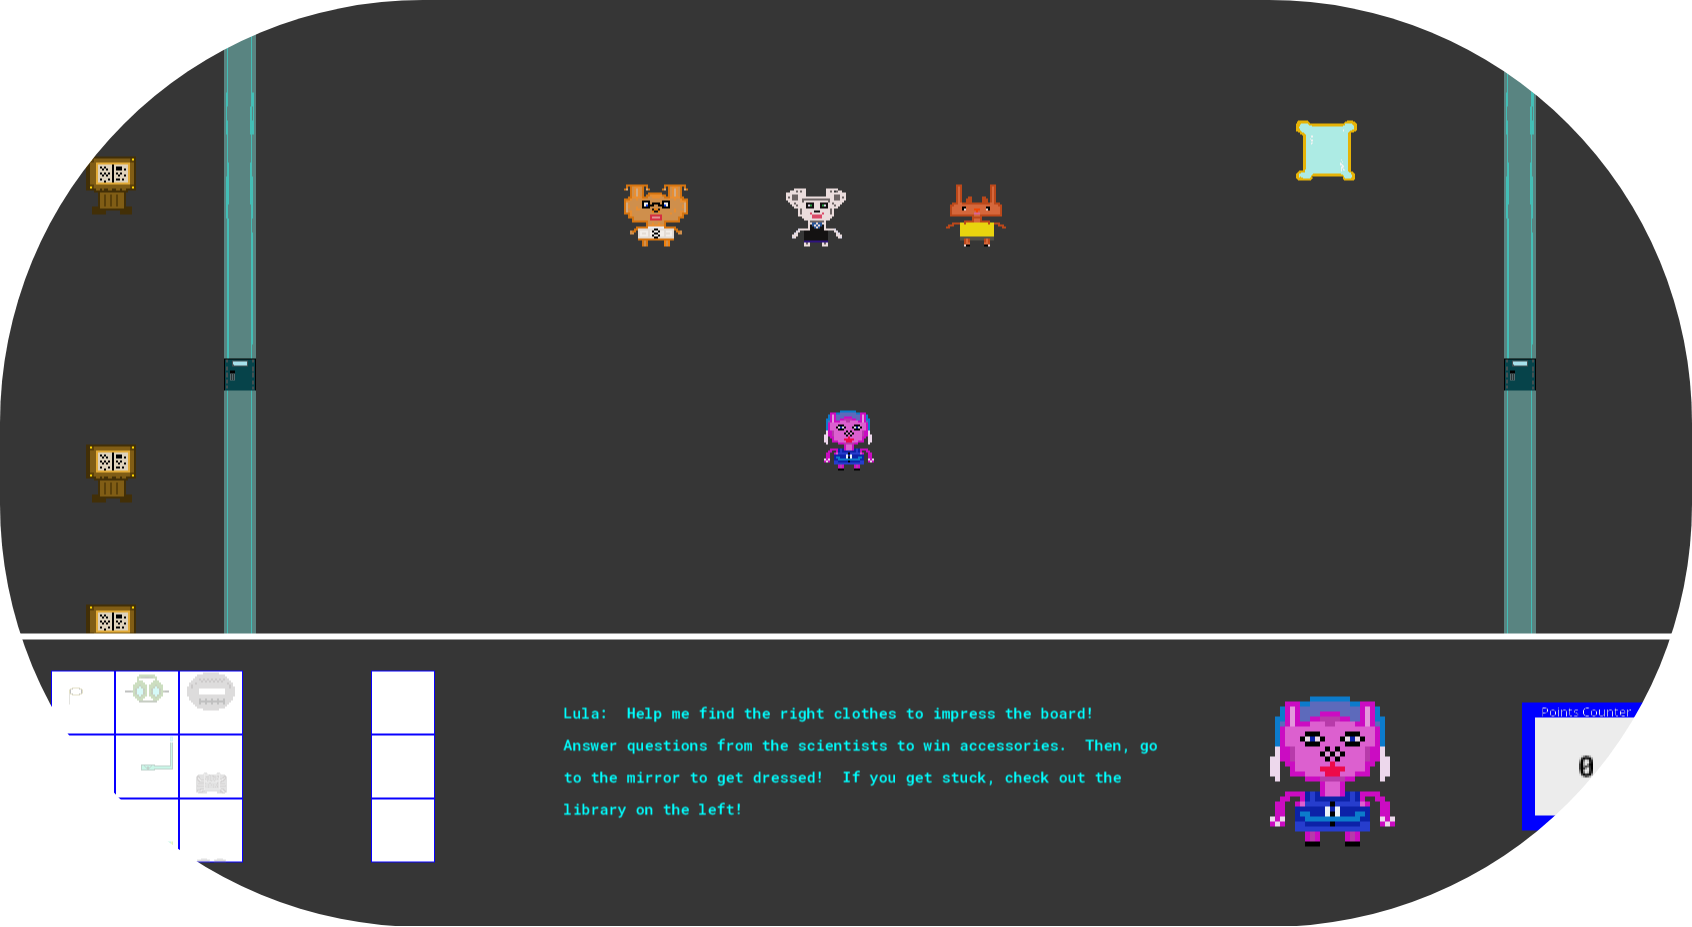 Lula:  Help me find the right clothes to impress the board!
Answer questions from the scientists to win accessories.  Then, go
to the mirror to get dressed!  If you get stuck, check out the
library on the left!
Points Counter
0